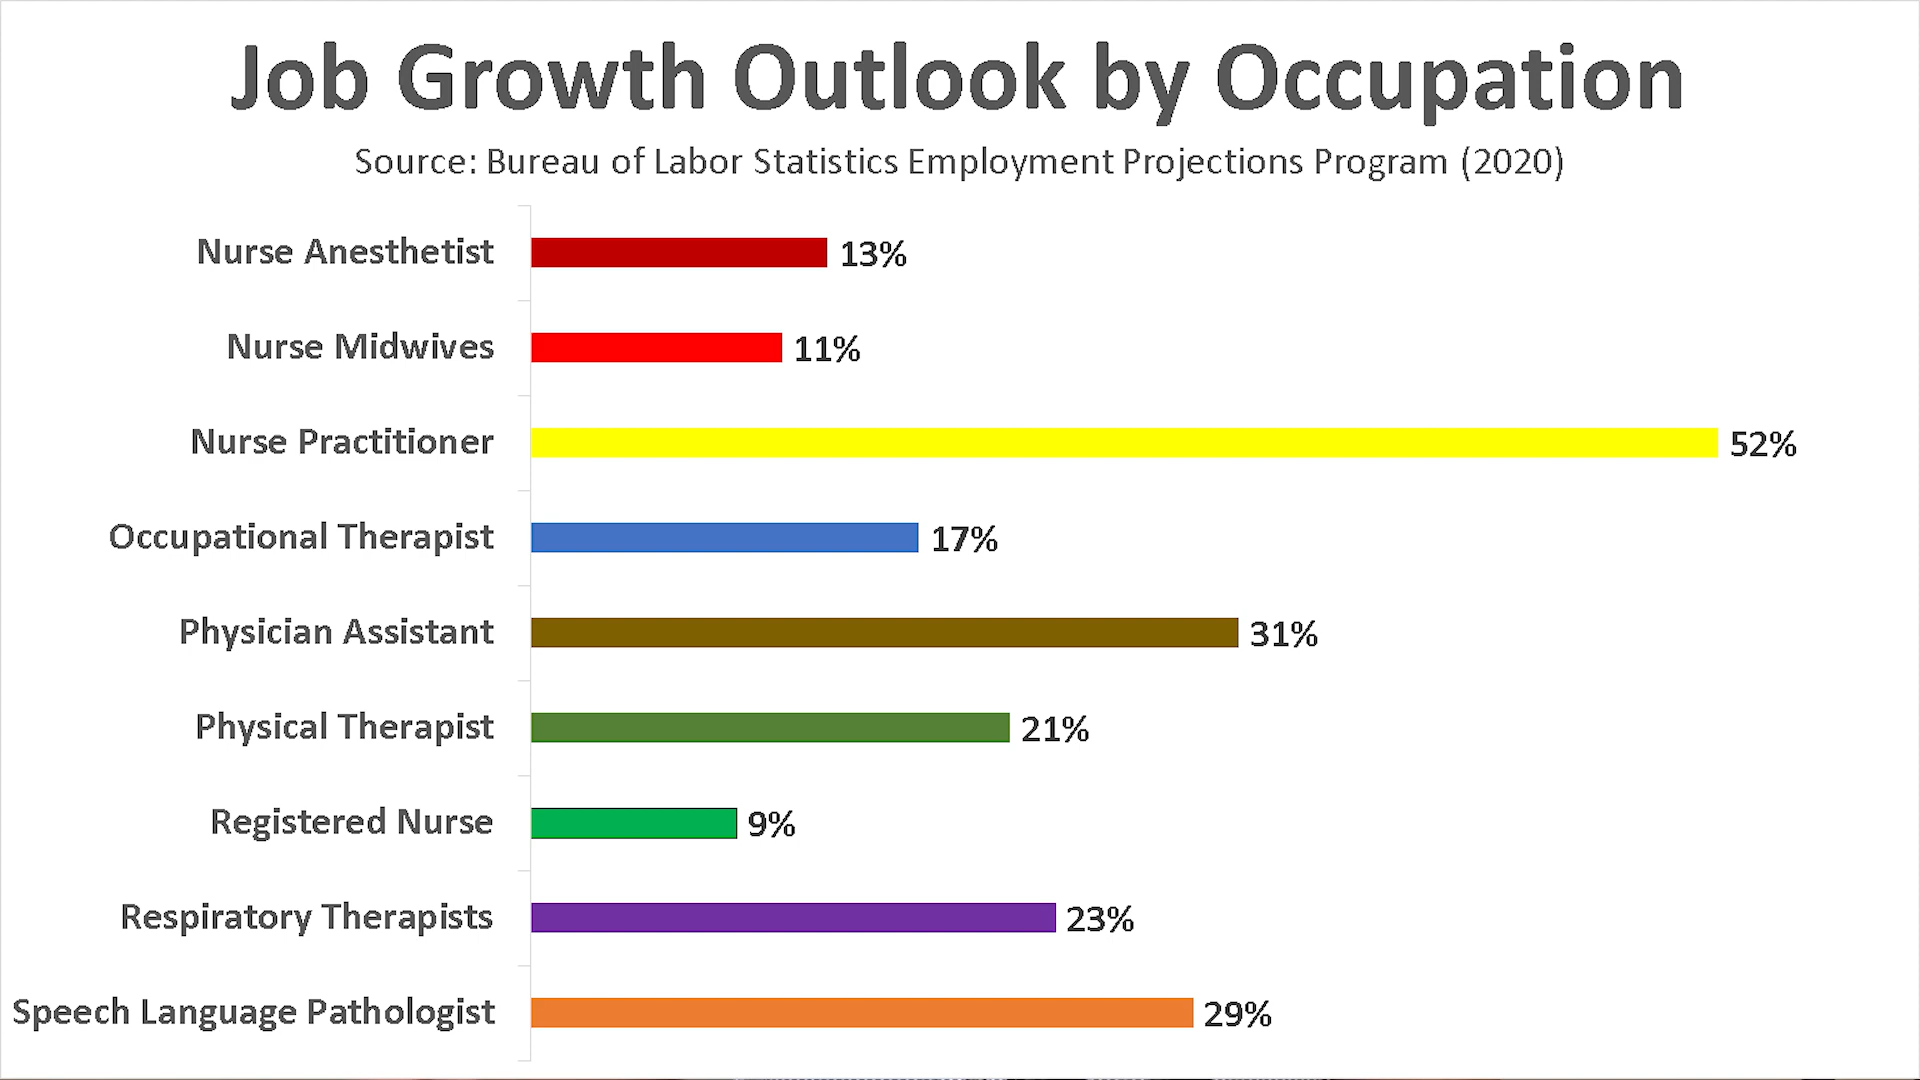 Job Growth Outlook by Occupation
Source: Bureau of Labor Statistics Employment Projections Program (2020)
Nurse Anesthetist 13%
Nurse Midwives 11%
Nurse Practitioner 52%
Occupational Therapist 17%
Physician Assistant 31%
Physical Therapist 21%
Registered Nurse 9%
Respiratory Therapists 23%
Speech Language Pathologist 29%